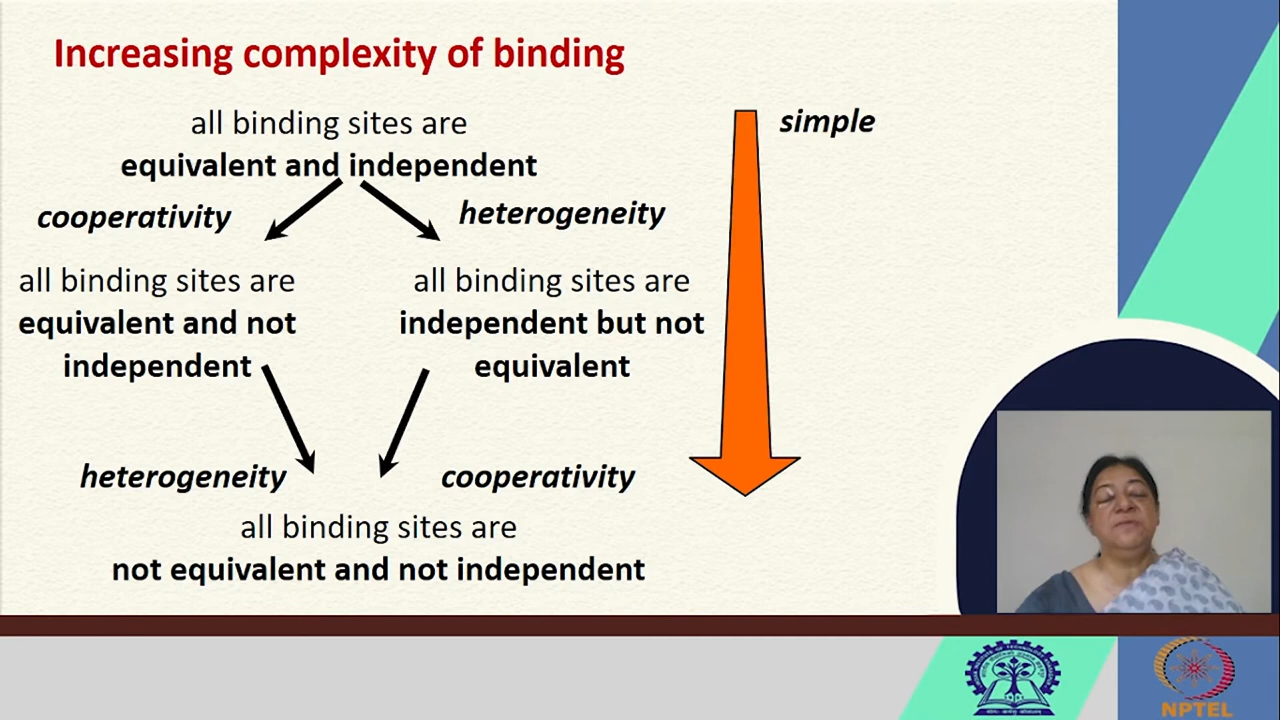 Increasing complexity of binding
all binding sites are
equivalent and independent
simple
cooperativity
heterogeneity
all binding sites are
equivalent and not
independent
all binding sites are
independent but not
equivalent
heterogeneity
cooperativity
all binding sites are
not equivalent and not independent
NPTEL